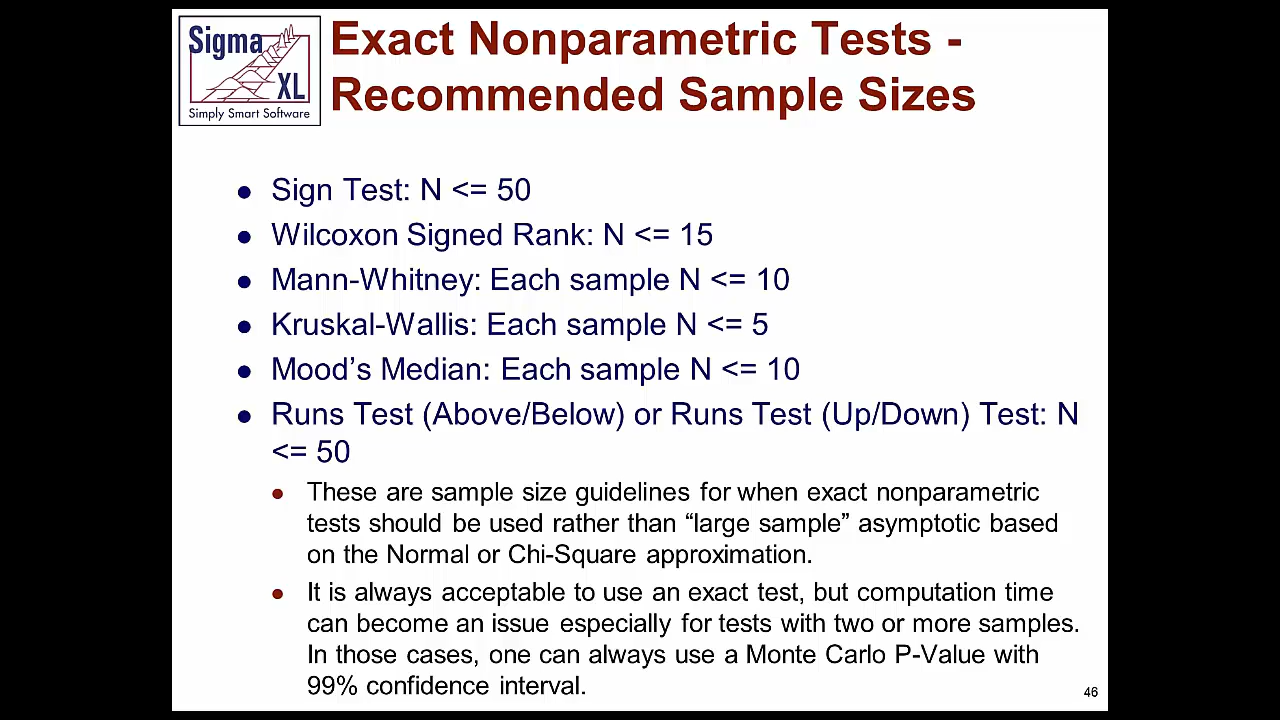 Sigma
XL
Simply Smart Software
Exact Nonparametric Tests -
Recommended Sample Sizes
● Sign Test: N <= 50
● Wilcoxon Signed Rank: N <= 15
● Mann-Whitney: Each sample N <= 10
● Kruskal-Wallis: Each sample N <= 5
● Mood’s Median: Each sample N <= 10
● Runs Test (Above/Below) or Runs Test (Up/Down) Test: N
<= 50
● These are sample size guidelines for when exact nonparametric
tests should be used rather than “large sample” asymptotic based
on the Normal or Chi-Square approximation.
● It is always acceptable to use an exact test, but computation time
can become an issue especially for tests with two or more samples.
In those cases, one can always use a Monte Carlo P-Value with
99% confidence interval.
46